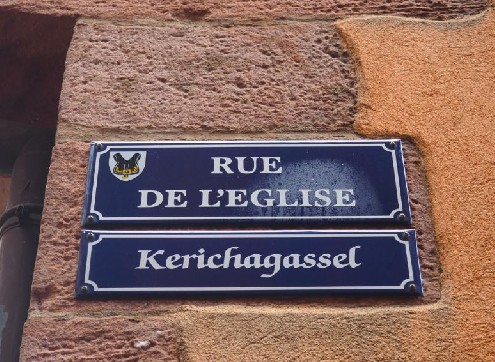 RUE
DE L'EGLISE
Kerichagassel